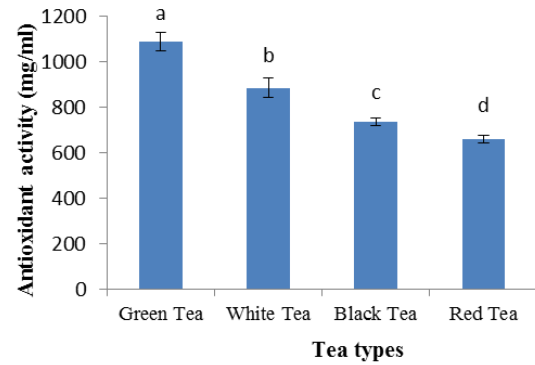 Antioxidant activity (mg/ml)
1200
1000
800
600
400
200
0
a
b
c
d
Green Tea
White Tea
Black Tea
Red Tea
Tea types